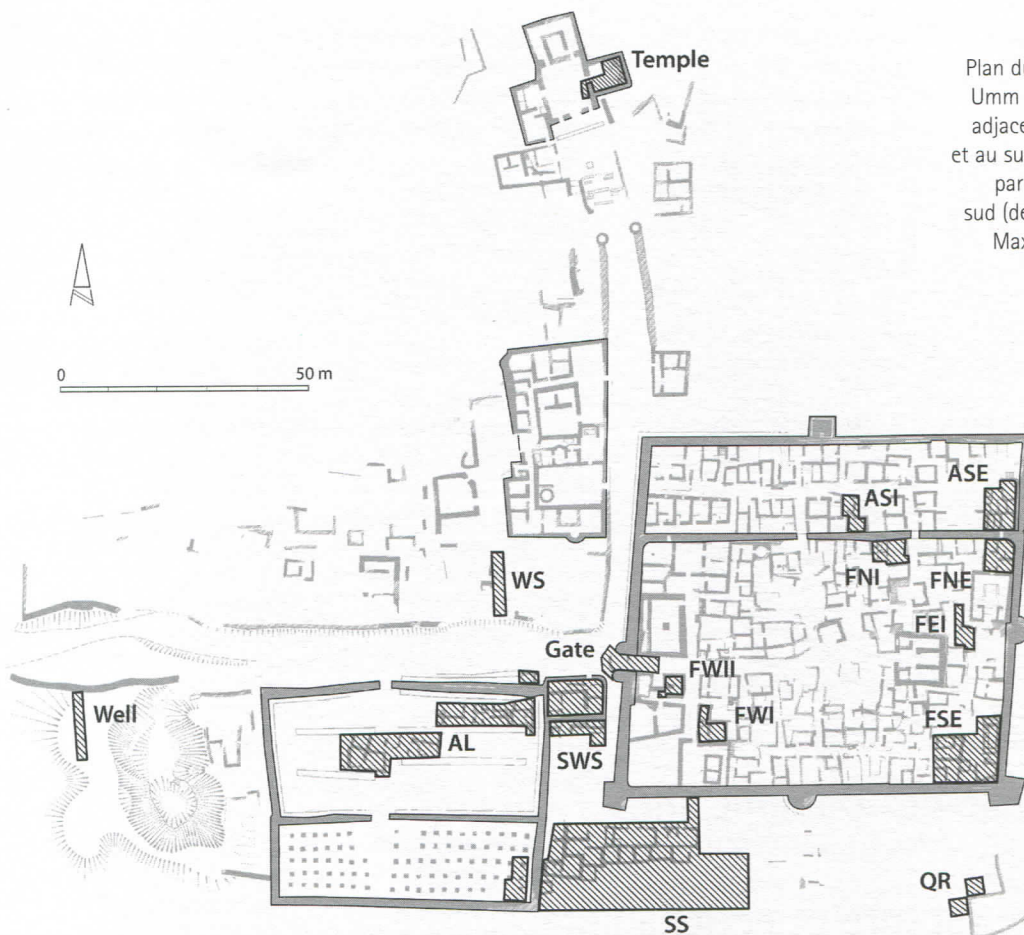 Temple
Plan du
Umm
adjace
et au su
par
sud (de
Max
0 50 m
ASE
ASI
WS
FNI
FNE
FEI
Gate
FWII
Well
FWI
FSE
AL
SWS
QR
SS